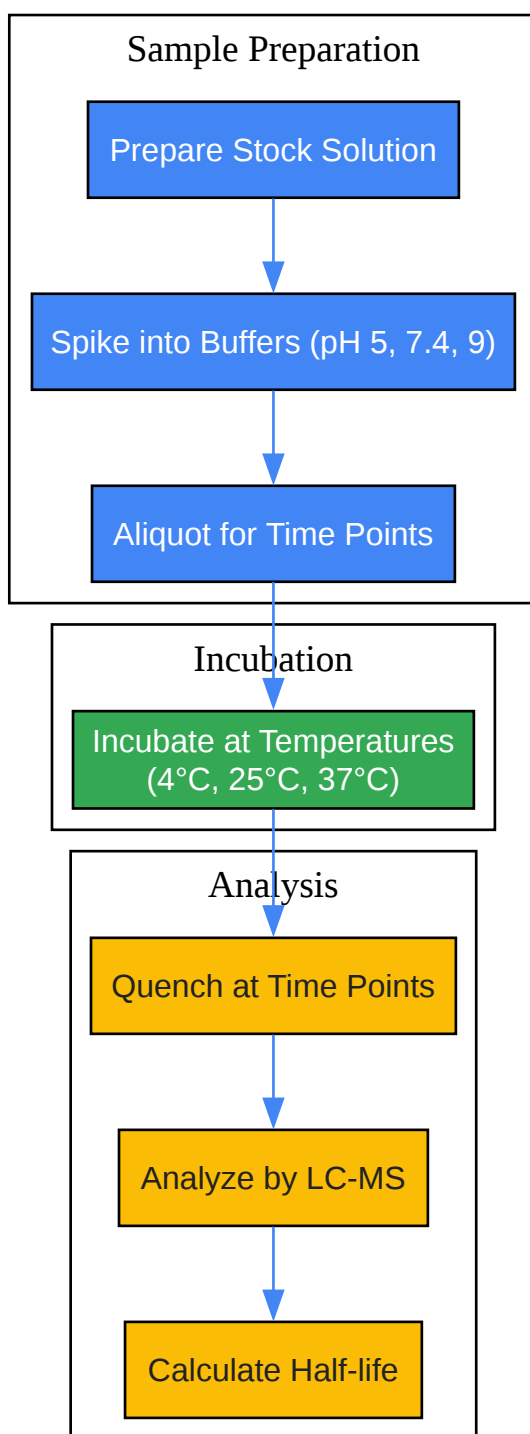 Sample Preparation
Prepare Stock Solution
Spike into Buffers (pH 5, 7.4, 9)
Aliquot for Time Points
Incubation
Incubate at Temperatures
(4°C, 25°C, 37°C)
Analysis
Quench at Time Points
Analyze by LC-MS
Calculate Half-life